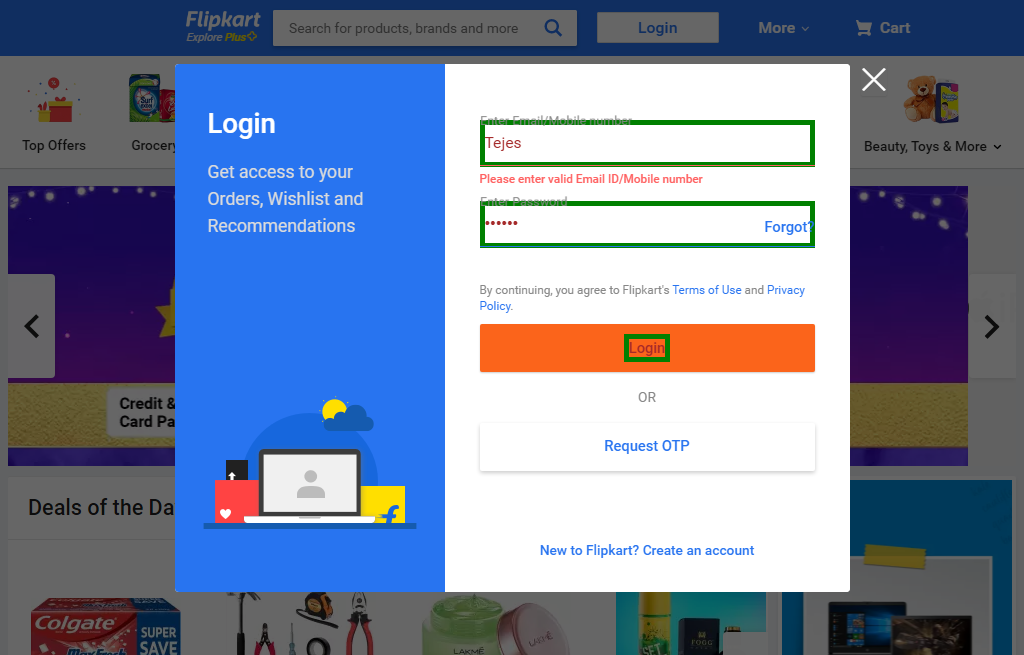 Flipkart
Explore Plus
Search for products, brands and more
Login
More
Cart
Top Offers
Grocery
Beauty, Toys & More
Login
Get access to your
Orders, Wishlist and
Recommendations
Enter Email/Mobile number
Tejes
Please enter valid Email ID/Mobile number
Enter Password
••••••
Forgot?
By continuing, you agree to Flipkart's Terms of Use and Privacy
Policy.
Login
OR
Request OTP
New to Flipkart? Create an account
Credit &
Card Pa
Deals of the Da
Surf
Colgate
MaxFresh
SUPER
SAVE
LAKMÉ
LAKMÉ
FOGG